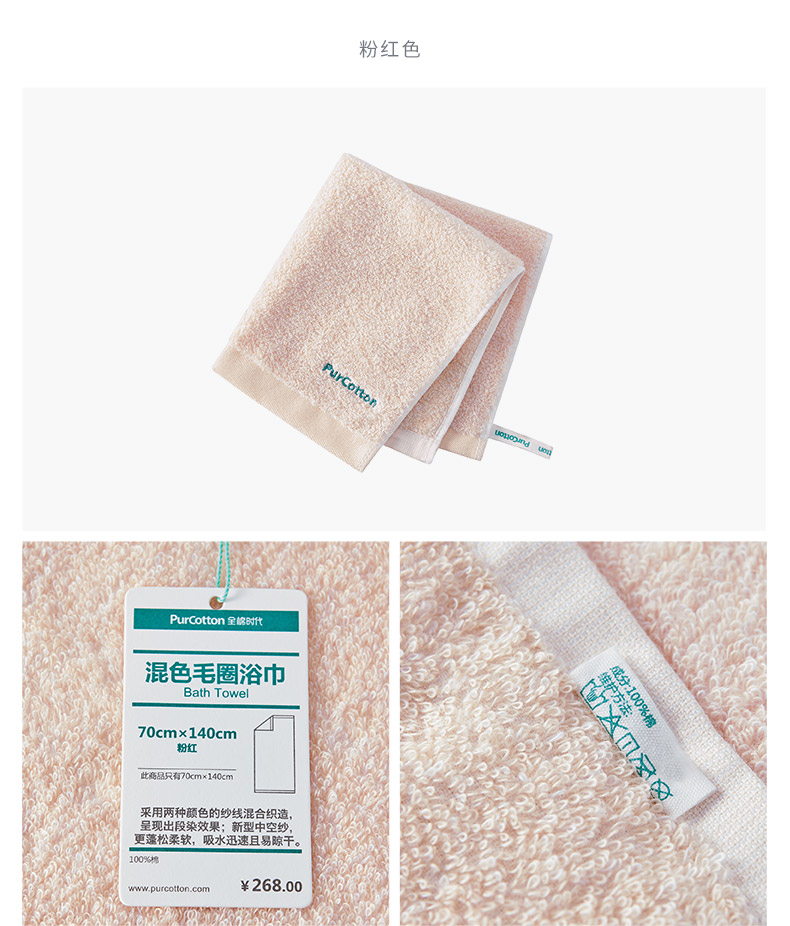 粉红色
PurCotton
PurCotton
PurCotton 全棉时代
混色毛圈浴巾
Bath Towel
70cm×140cm
粉红
此商品只有70cm×140cm
采用两种颜色的纱线混合织造，
呈现出段染效果；新型中空纱，
更蓬松柔软，吸水迅速且易晾干。
100%棉
www.purcotton.com
¥268.00
成分:100%棉
维护方法: